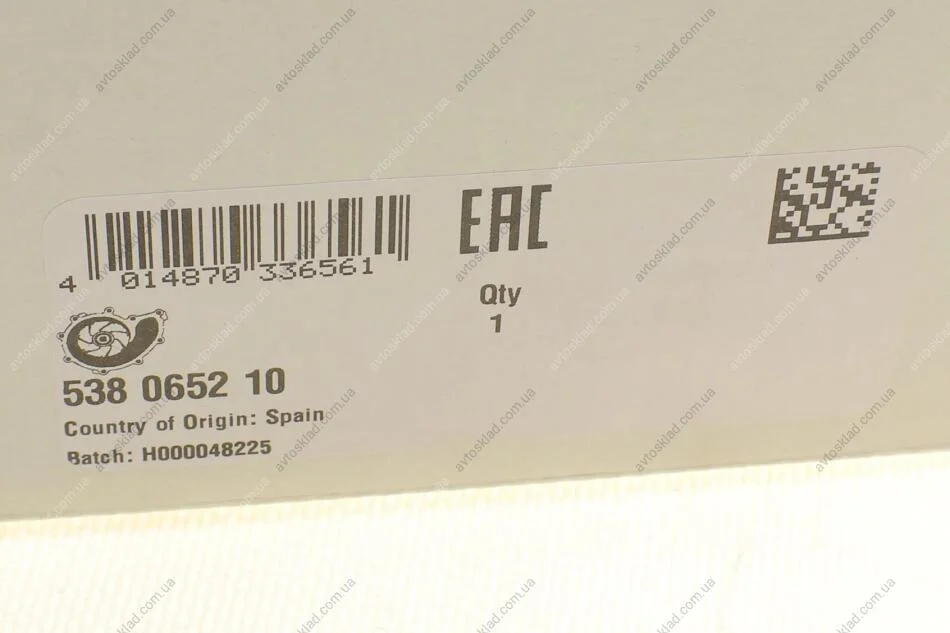 EAC
4 014870 336561
Qty
1
538 0652 10
Country of Origin: Spain
Batch: H000048225
avtosklad.com.ua